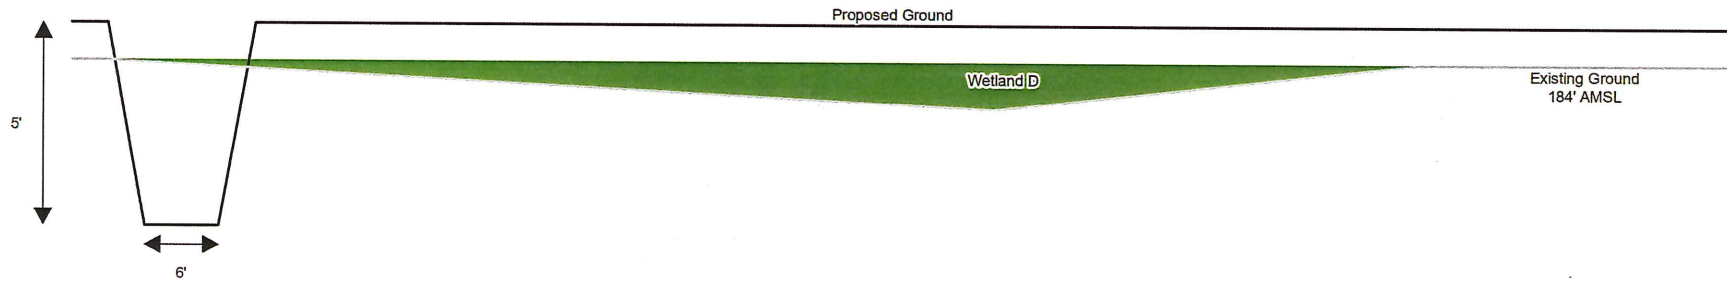 Proposed Ground
Wetland D
Existing Ground
184' AMSL
5'
6'